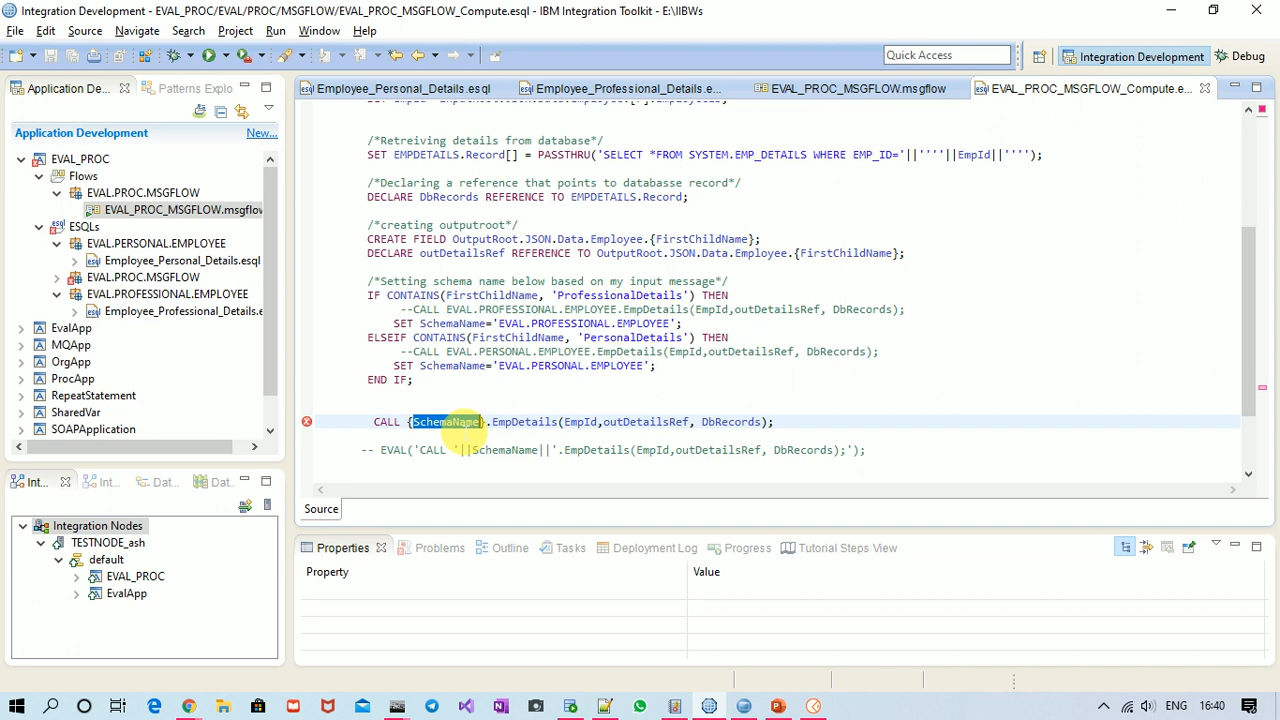 Integration Development - EVAL_PROC/EVAL/PROC/MSGFLOW/EVAL_PROC_MSGFLOW_Compute.esql - IBM Integration Toolkit - E:\IIBWs
File Edit Source Navigate Search Project Run Window Help
Quick Access
Integration Development
Debug
Application De...
Patterns Explo
Employee_Personal_Details.esql
Employee_Professional_Details.e...
EVAL_PROC_MSGFLOW.msgflow
EVAL_PROC_MSGFLOW_Compute.e...
Application Development
New...
EVAL_PROC
Flows
EVAL.PROC.MSGFLOW
EVAL_PROC_MSGFLOW.msgflow
ESQLs
EVAL.PERSONAL.EMPLOYEE
Employee_Personal_Details.esql
EVAL.PROC.MSGFLOW
EVAL.PROFESSIONAL.EMPLOYEE
Employee_Professional_Details.e
EvalApp
MQApp
OrgApp
ProcApp
RepeatStatement
SharedVar
SOAPApplication
/*Retreiving details from database*/
SET EMPDETAILS.Record[] = PASSTHRU('SELECT *FROM SYSTEM.EMP_DETAILS WHERE EMP_ID='||''''||EmpId||'''');
/*Declaring a reference that points to databasse record*/
DECLARE DbRecords REFERENCE TO EMPDETAILS.Record;
/*creating outputroot*/
CREATE FIELD OutputRoot.JSON.Data.Employee.{FirstChildName};
DECLARE outDetailsRef REFERENCE TO OutputRoot.JSON.Data.Employee.{FirstChildName};
/*Setting schema name below based on my input message*/
IF CONTAINS(FirstChildName, 'ProfessionalDetails') THEN
--CALL EVAL.PROFESSIONAL.EMPLOYEE.EmpDetails(EmpId,outDetailsRef, DbRecords);
SET SchemaName='EVAL.PROFESSIONAL.EMPLOYEE';
ELSEIF CONTAINS(FirstChildName, 'PersonalDetails') THEN
--CALL EVAL.PERSONAL.EMPLOYEE.EmpDetails(EmpId,outDetailsRef, DbRecords);
SET SchemaName='EVAL.PERSONAL.EMPLOYEE';
END IF;
CALL {SchemaName}.EmpDetails(EmpId,outDetailsRef, DbRecords);
-- EVAL('CALL '||SchemaName||'.EmpDetails(EmpId,outDetailsRef, DbRecords);');
Source
Int...
Int...
Dat...
Dat...
Integration Nodes
TESTNODE_ash
default
EVAL_PROC
EvalApp
Properties
Problems
Outline
Tasks
Deployment Log
Progress
Tutorial Steps View
Property
Value
ENG
16:40